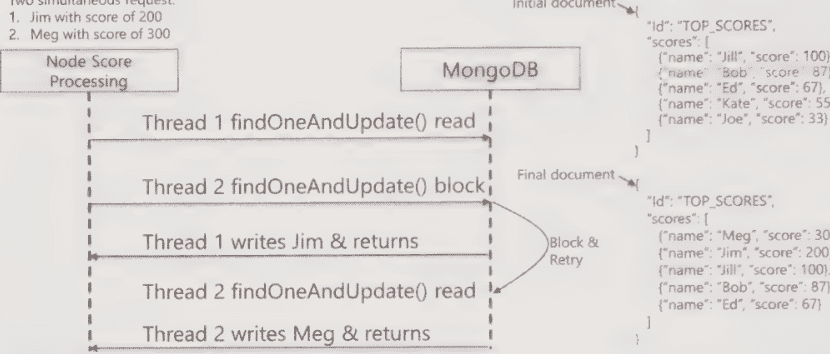 Two simultaneous request:
1. Jim with score of 200
2. Meg with score of 300
Node Score
Processing
MongoDB
Thread 1 findOneAndUpdate() read
Thread 2 findOneAndUpdate() block
Thread 1 writes Jim & returns
Thread 2 findOneAndUpdate() read
Thread 2 writes Meg & returns
Block &
Retry
Initial document
{
"Id": "TOP_SCORES",
"scores": [
{"name": "Jill", "score": 100}
{"name": "Bob", "score": 87}
{"name": "Ed", "score": 67},
{"name": "Kate", "score": 55
{"name": "Joe", "score": 33}
]
}
Final document
{
"Id": "TOP_SCORES",
"scores": [
{"name": "Meg", "score": 30
{"name": "Jim", "score": 200
{"name": "Jill", "score": 100},
{"name": "Bob", "score": 87}
{"name": "Ed", "score": 67}
]
}